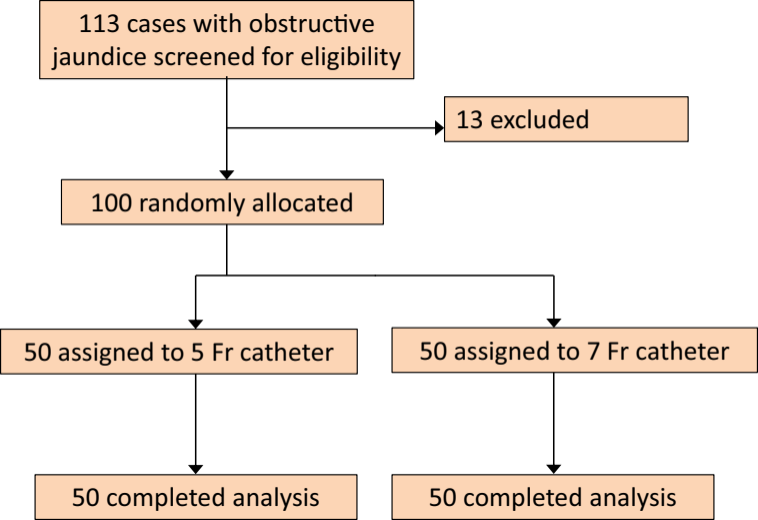 113 cases with obstructive
jaundice screened for eligibility
13 excluded
100 randomly allocated
50 assigned to 5 Fr catheter
50 assigned to 7 Fr catheter
50 completed analysis
50 completed analysis